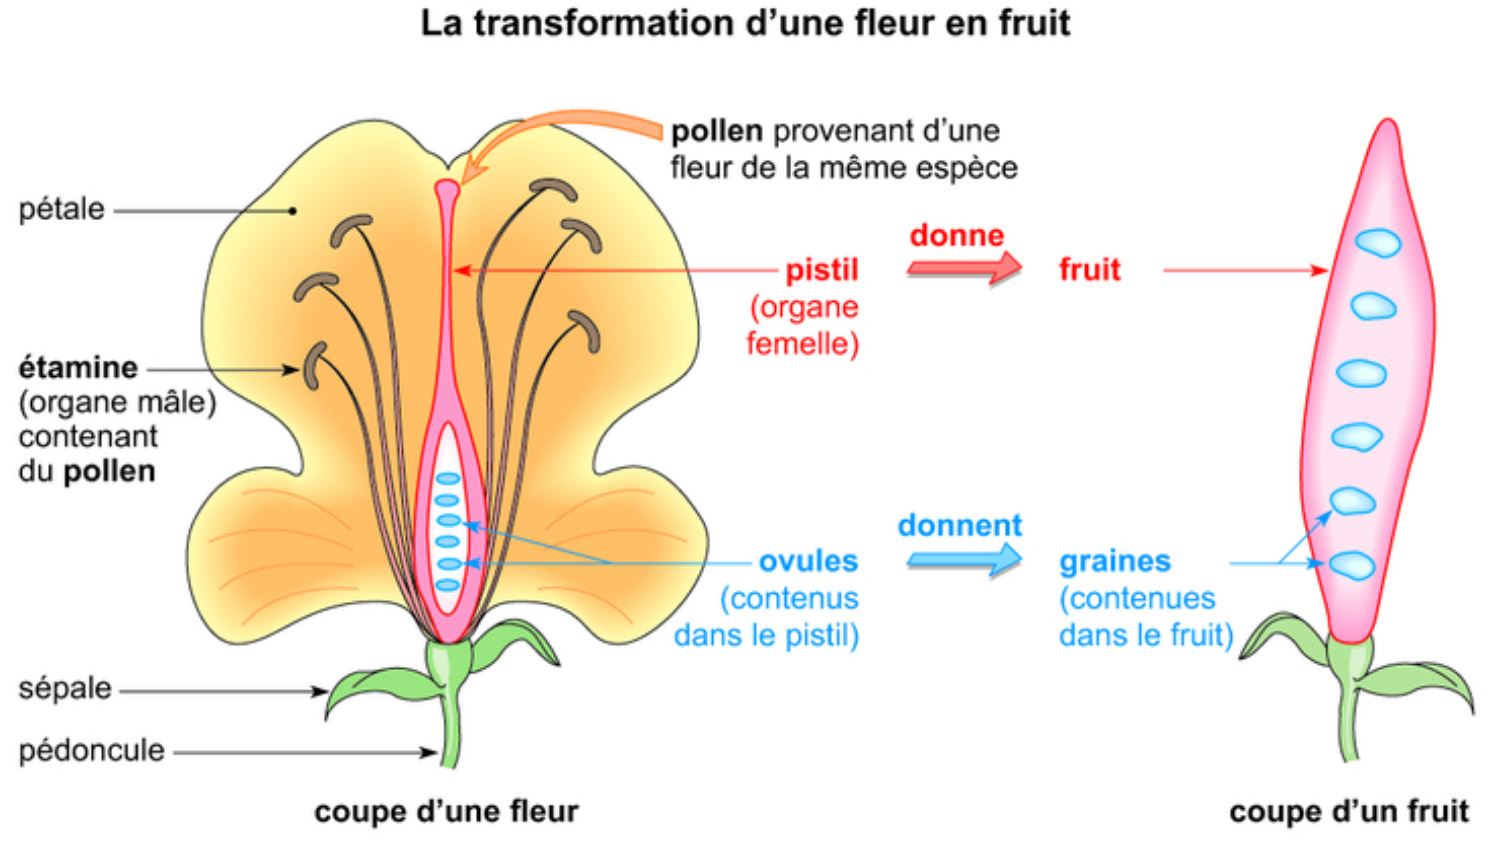 La transformation d’une fleur en fruit
pollen provenant d’une
fleur de la même espèce
pétale
donne
pistil
(organe
femelle)
fruit
étamine
(organe mâle)
contenant
du pollen
donnent
ovules
(contenus
dans le pistil)
graines
(contenues
dans le fruit)
sépale
pédoncule
coupe d’une fleur
coupe d’un fruit